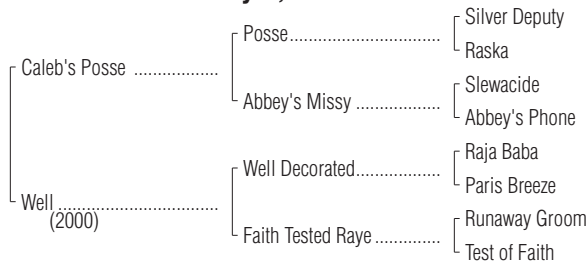 Posse
Silver Deputy
Raska
Caleb's Posse
Abbey's Missy
Slewacide
Abbey's Phone
Well
(2000)
Well Decorated
Raja Baba
Paris Breeze
Faith Tested Raye
Runaway Groom
Test of Faith